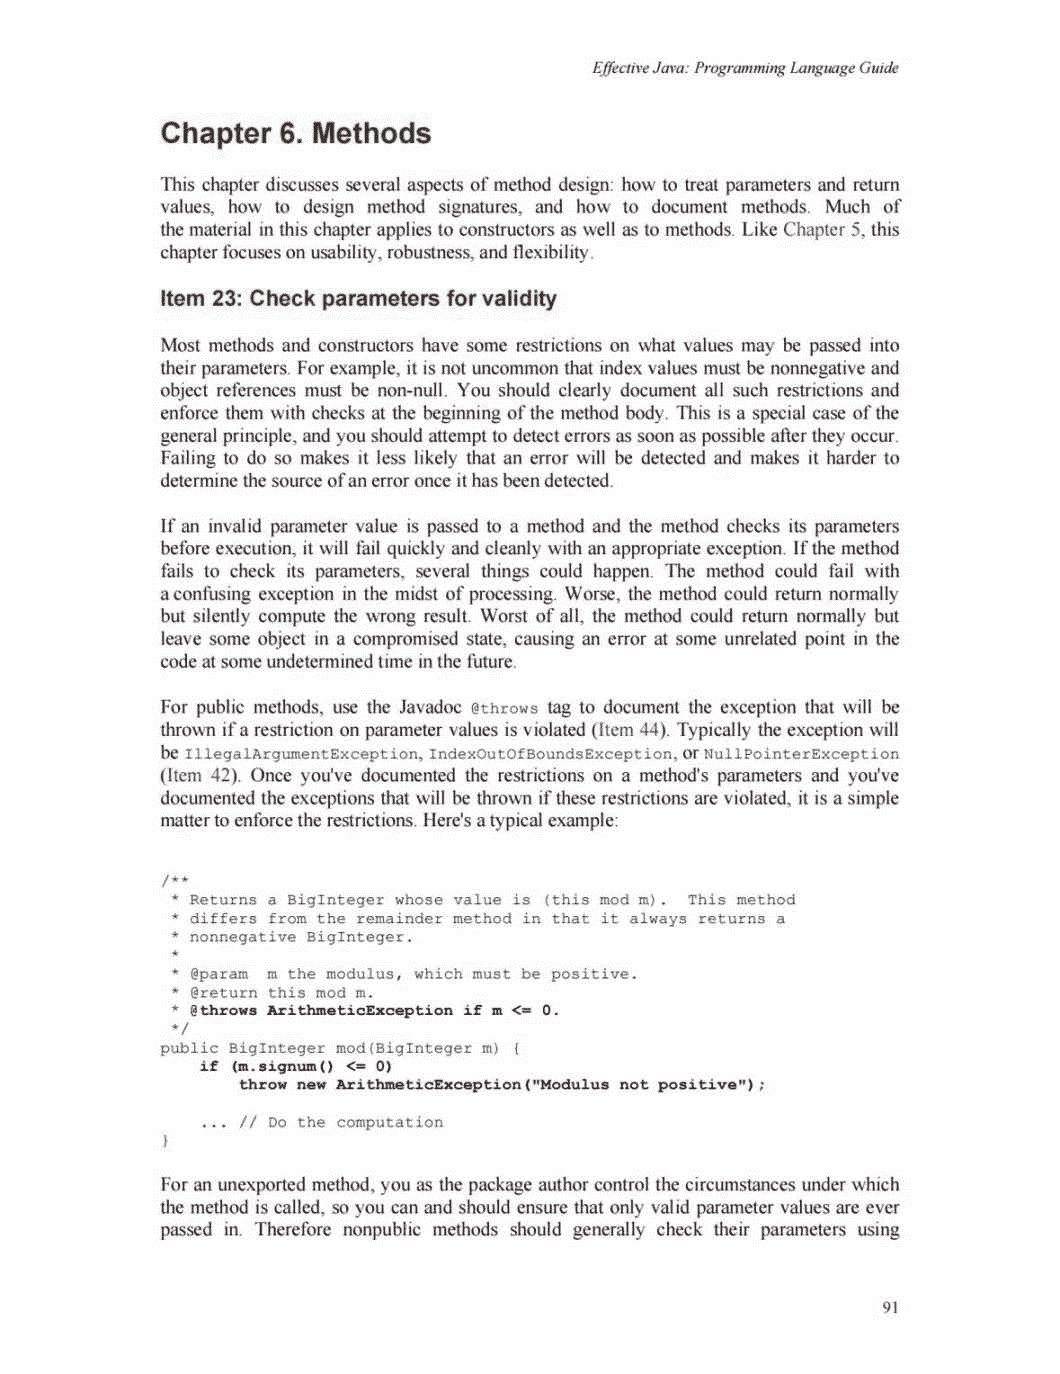 Effective Java: Programming Language Guide
Chapter 6. Methods
This chapter discusses several aspects of method design: how to treat parameters and return
values, how to design method signatures, and how to document methods. Much of
the material in this chapter applies to constructors as well as to methods. Like Chapter 5, this
chapter focuses on usability, robustness, and flexibility.
Item 23: Check parameters for validity
Most methods and constructors have some restrictions on what values may be passed into
their parameters. For example, it is not uncommon that index values must be nonnegative and
object references must be non-null. You should clearly document all such restrictions and
enforce them with checks at the beginning of the method body. This is a special case of the
general principle, and you should attempt to detect errors as soon as possible after they occur.
Failing to do so makes it less likely that an error will be detected and makes it harder to
determine the source of an error once it has been detected.
If an invalid parameter value is passed to a method and the method checks its parameters
before execution, it will fail quickly and cleanly with an appropriate exception. If the method
fails to check its parameters, several things could happen. The method could fail with
a confusing exception in the midst of processing. Worse, the method could return normally
but silently compute the wrong result. Worst of all, the method could return normally but
leave some object in a compromised state, causing an error at some unrelated point in the
code at some undetermined time in the future.
For public methods, use the Javadoc @throws tag to document the exception that will be
thrown if a restriction on parameter values is violated (Item 44). Typically the exception will
be IllegalArgumentException, IndexOutOfBoundsException, or NullPointerException
(Item 42). Once you've documented the restrictions on a method's parameters and you've
documented the exceptions that will be thrown if these restrictions are violated, it is a simple
matter to enforce the restrictions. Here's a typical example:
/**
* Returns a BigInteger whose value is (this mod m). This method
* differs from the remainder method in that it always returns a
* nonnegative BigInteger.
*
* @param m the modulus, which must be positive.
* @return this mod m.
* @throws ArithmeticException if m <= 0.
*/
public BigInteger mod(BigInteger m) {
if (m.signum() <= 0)
throw new ArithmeticException("Modulus not positive");
... // Do the computation
}
For an unexported method, you as the package author control the circumstances under which
the method is called, so you can and should ensure that only valid parameter values are ever
passed in. Therefore nonpublic methods should generally check their parameters using
91